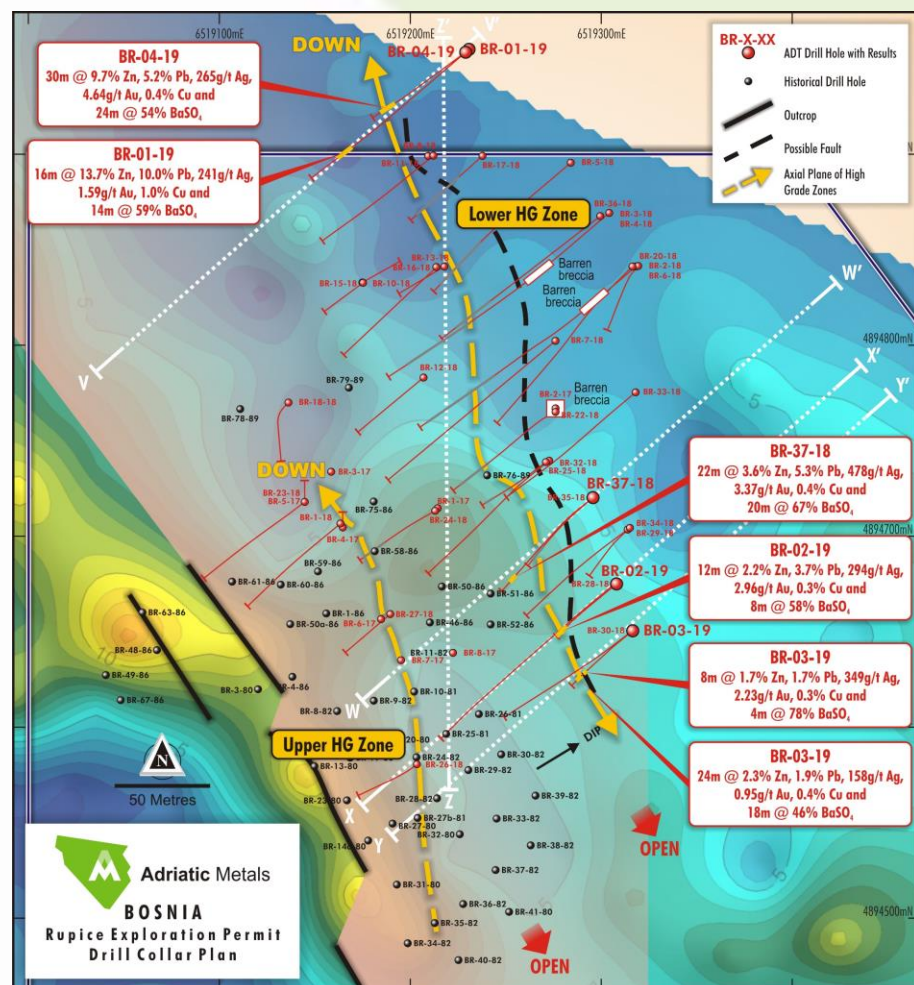 6519100mE
6519200mE
6519300mE
Z'
V'
DOWN
BR-04-19
BR-01-19
BR-04-19
30m @ 9.7% Zn, 5.2% Pb, 265g/t Ag,
4.64g/t Au, 0.4% Cu and
24m @ 54% BaSO₄
BR-01-19
16m @ 13.7% Zn, 10.0% Pb, 241g/t Ag,
1.59g/t Au, 1.0% Cu and
14m @ 59% BaSO₄
BR-X-XX
ADT Drill Hole with Results
Historical Drill Hole
Outcrop
Possible Fault
Axial Plane of High
Grade Zones
BR-17-18
BR-5-18
Lower HG Zone
BR-36-18
BR-3-18
BR-4-18
BR-13-18
BR-16-18
BR-15-18
BR-10-18
Barren
breccia
Barren
breccia
BR-20-18
BR-2-18
BR-6-18
W'
5
BR-7-18
4894800mN
V
BR-12-18
BR-79-89
BR-78-89
BR-18-18
BR-2-17
BR-22-18
Barren
breccia
BR-33-18
X'
Y'
5
DOWN
BR-3-17
BR-23-18
BR-5-17
BR-76-89
BR-32-18
BR-25-18
BR-35-18
BR-37-18
BR-37-18
22m @ 3.6% Zn, 5.3% Pb, 478g/t Ag,
3.37g/t Au, 0.4% Cu and
20m @ 67% BaSO₄
BR-75-86
BR-1-17
BR-24-18
BR-1-18
BR-4-17
BR-34-18
BR-29-18
4894700mN
BR-58-86
BR-59-86
BR-61-86
BR-60-86
BR-50-86
BR-51-86
BR-28-18
BR-02-19
BR-02-19
12m @ 2.2% Zn, 3.7% Pb, 294g/t Ag,
2.96g/t Au, 0.3% Cu and
8m @ 58% BaSO₄
BR-63-86
BR-1-86
BR-50a-86
BR-27-18
BR-6-17
BR-46-86
BR-52-86
BR-30-18
BR-03-19
BR-48-86
10
BR-49-86
BR-67-86
BR-3-80
BR-4-86
BR-11-82
BR-8-17
BR-7-17
BR-03-19
8m @ 1.7% Zn, 1.7% Pb, 349g/t Ag,
2.23g/t Au, 0.3% Cu and
4m @ 78% BaSO₄
BR-8-82
BR-9-82
W
BR-10-81
BR-26-81
BR-25-81
DIP
Upper HG Zone
BR-13-80
BR-24-82
BR-26-18
BR-30-82
BR-29-82
BR-03-19
24m @ 2.3% Zn, 1.9% Pb, 158g/t Ag,
0.95g/t Au, 0.4% Cu and
18m @ 46% BaSO₄
N
50 Metres
BR-23-80
X
BR-28-82
Z
BR-39-82
BR-27b-81
BR-27-80
BR-32-80
BR-33-82
Y
BR-38-82
OPEN
BR-37-82
BR-31-80
BR-36-82
BR-41-80
BR-35-82
4894500mN
BR-34-82
BR-40-82
OPEN
Adriatic Metals
BOSNIA
Rupice Exploration Permit
Drill Collar Plan